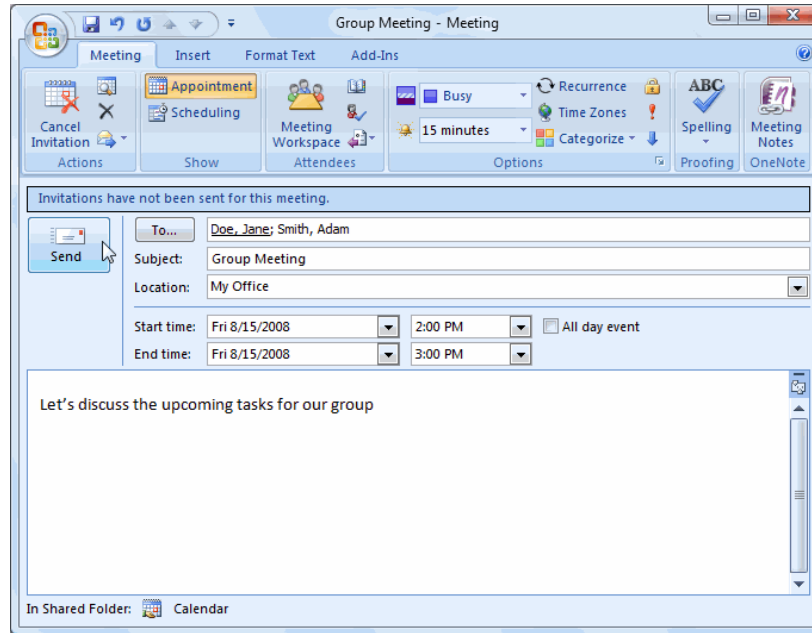 Group Meeting - Meeting
Meeting Insert Format Text Add-Ins
Cancel Invitation
Actions
Appointment
Scheduling
Show
Meeting Workspace
Attendees
Busy
15 minutes
Recurrence
Time Zones
Categorize
Options
ABC
Spelling
Proofing
Meeting Notes
OneNote
Invitations have not been sent for this meeting.
Send
To... Doe, Jane; Smith, Adam
Subject: Group Meeting
Location: My Office
Start time: Fri 8/15/2008 2:00 PM All day event
End time: Fri 8/15/2008 3:00 PM
Let's discuss the upcoming tasks for our group
In Shared Folder: Calendar